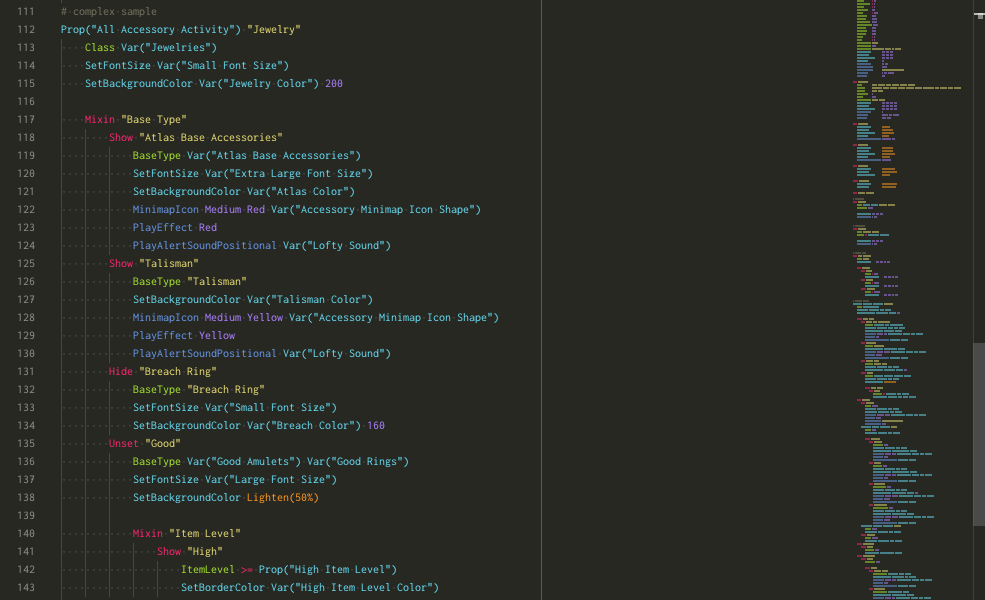 111 # complex sample
112 Prop("All Accessory Activity") "Jewelry"
113     Class Var("Jewelries")
114     SetFontSize Var("Small Font Size")
115     SetBackgroundColor Var("Jewelry Color") 200
116
117     Mixin "Base Type"
118         Show "Atlas Base Accessories"
119             BaseType Var("Atlas Base Accessories")
120             SetFontSize Var("Extra Large Font Size")
121             SetBackgroundColor Var("Atlas Color")
122             MinimapIcon Medium Red Var("Accessory Minimap Icon Shape")
123             PlayEffect Red
124             PlayAlertSoundPositional Var("Lofty Sound")
125         Show "Talisman"
126             BaseType "Talisman"
127             SetBackgroundColor Var("Talisman Color")
128             MinimapIcon Medium Yellow Var("Accessory Minimap Icon Shape")
129             PlayEffect Yellow
130             PlayAlertSoundPositional Var("Lofty Sound")
131         Hide "Breach Ring"
132             BaseType "Breach Ring"
133             SetFontSize Var("Small Font Size")
134             SetBackgroundColor Var("Breach Color") 160
135         Unset "Good"
136             BaseType Var("Good Amulets") Var("Good Rings")
137             SetFontSize Var("Large Font Size")
138             SetBackgroundColor Lighten(50%)
139
140             Mixin "Item Level"
141                 Show "High"
142                     ItemLevel >= Prop("High Item Level")
143                     SetBorderColor Var("High Item Level Color")